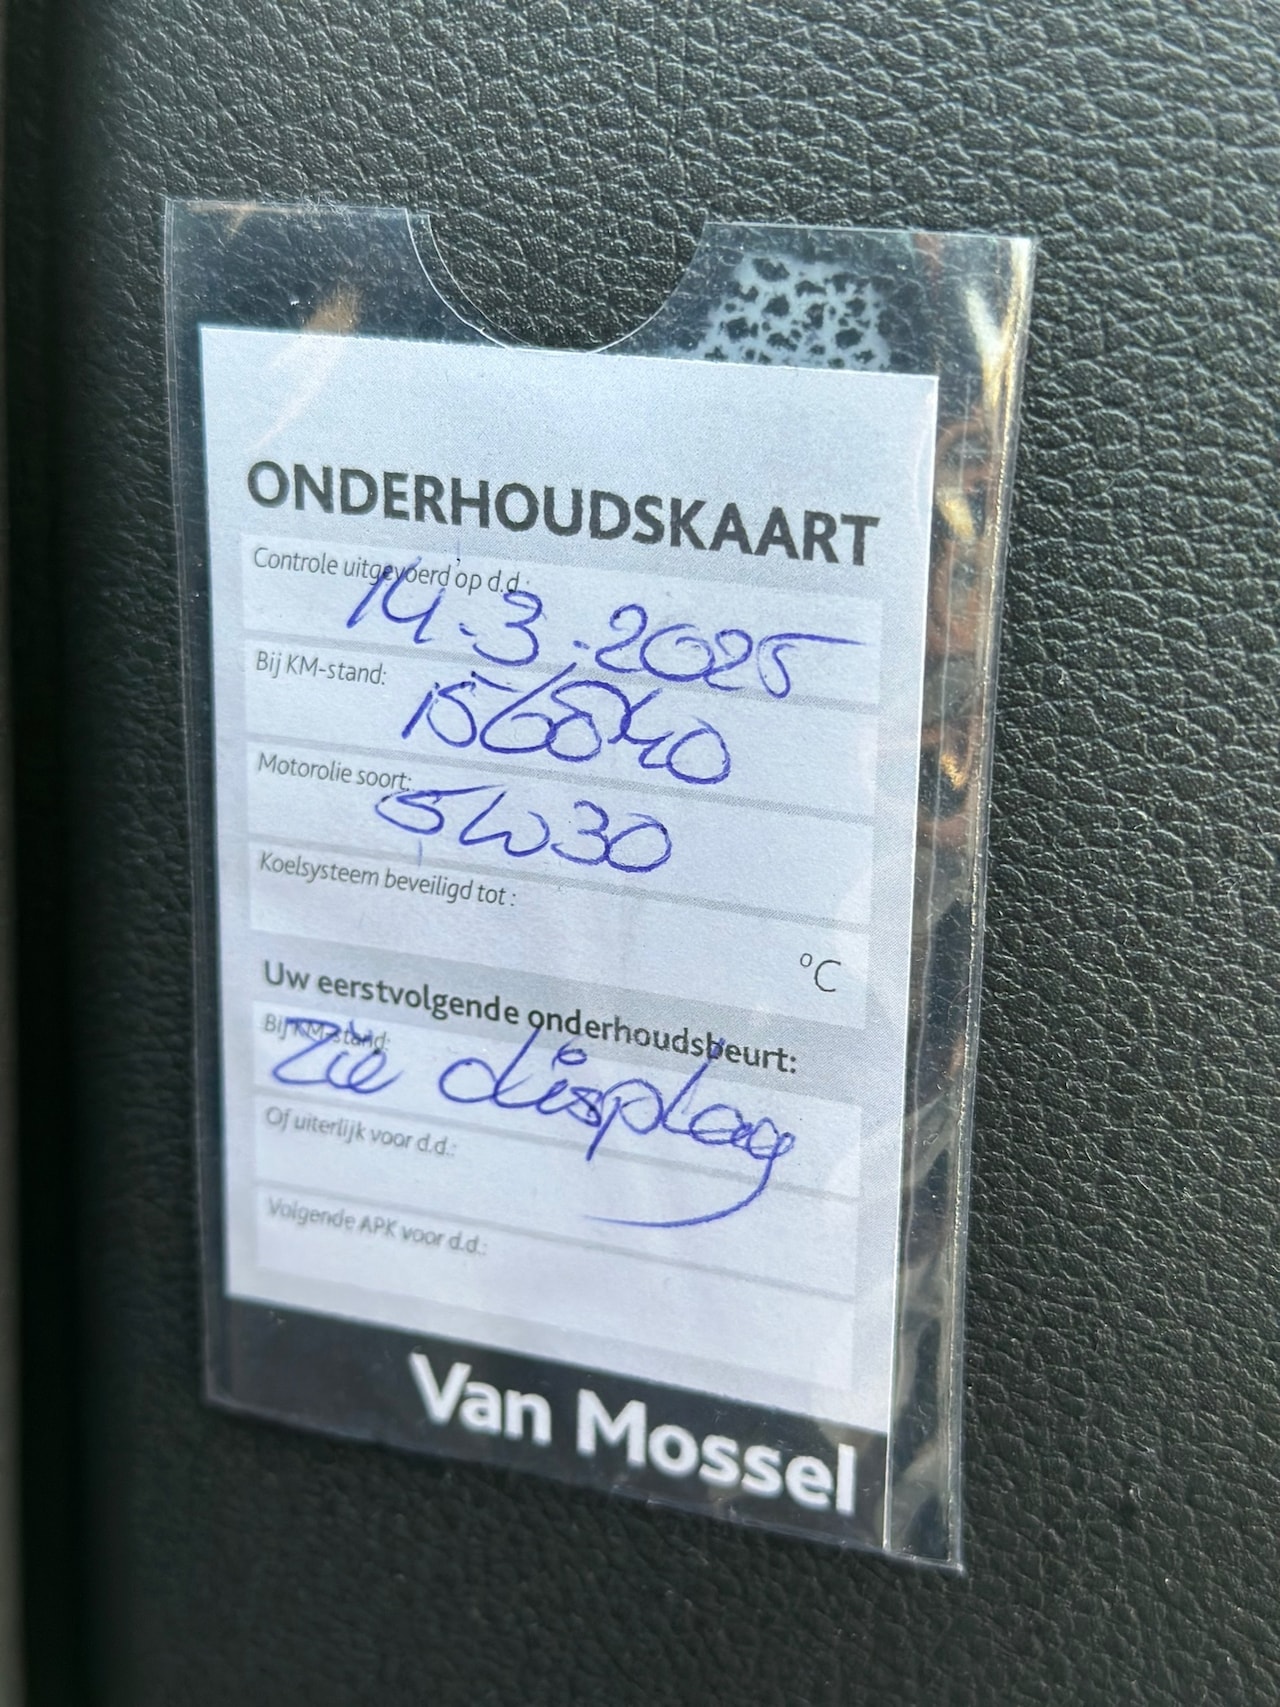 ONDERHOUDSKAART
Controle uitgevoerd op d.d.:
14.3.2025
Bij KM-stand:
156840
Motorolie soort:
5W30
Koelsysteem beveiligd tot :
°C
Uw eerstvolgende onderhoudsbeurt:
Bij KM-stand:
Zie display
Of uiterlijk voor d.d.:
Volgende APK voor d.d.:
Van Mossel